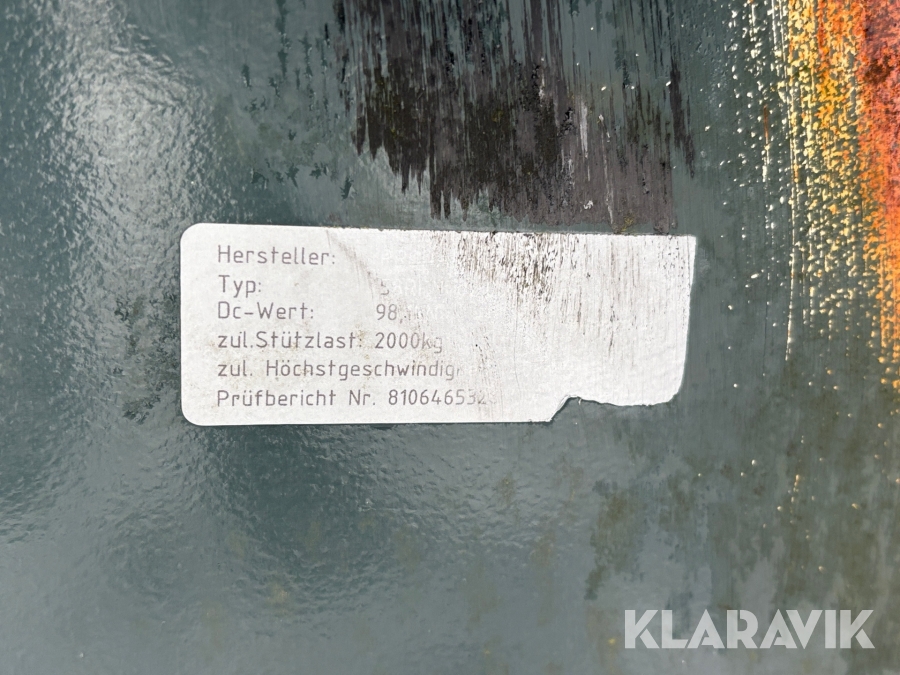 Hersteller:
Typ:
Dc-Wert: 98,
zul.Stützlast: 2000kg
zul. Höchstgeschwindig
Prüfbericht Nr. 810646532
KLARAVIK